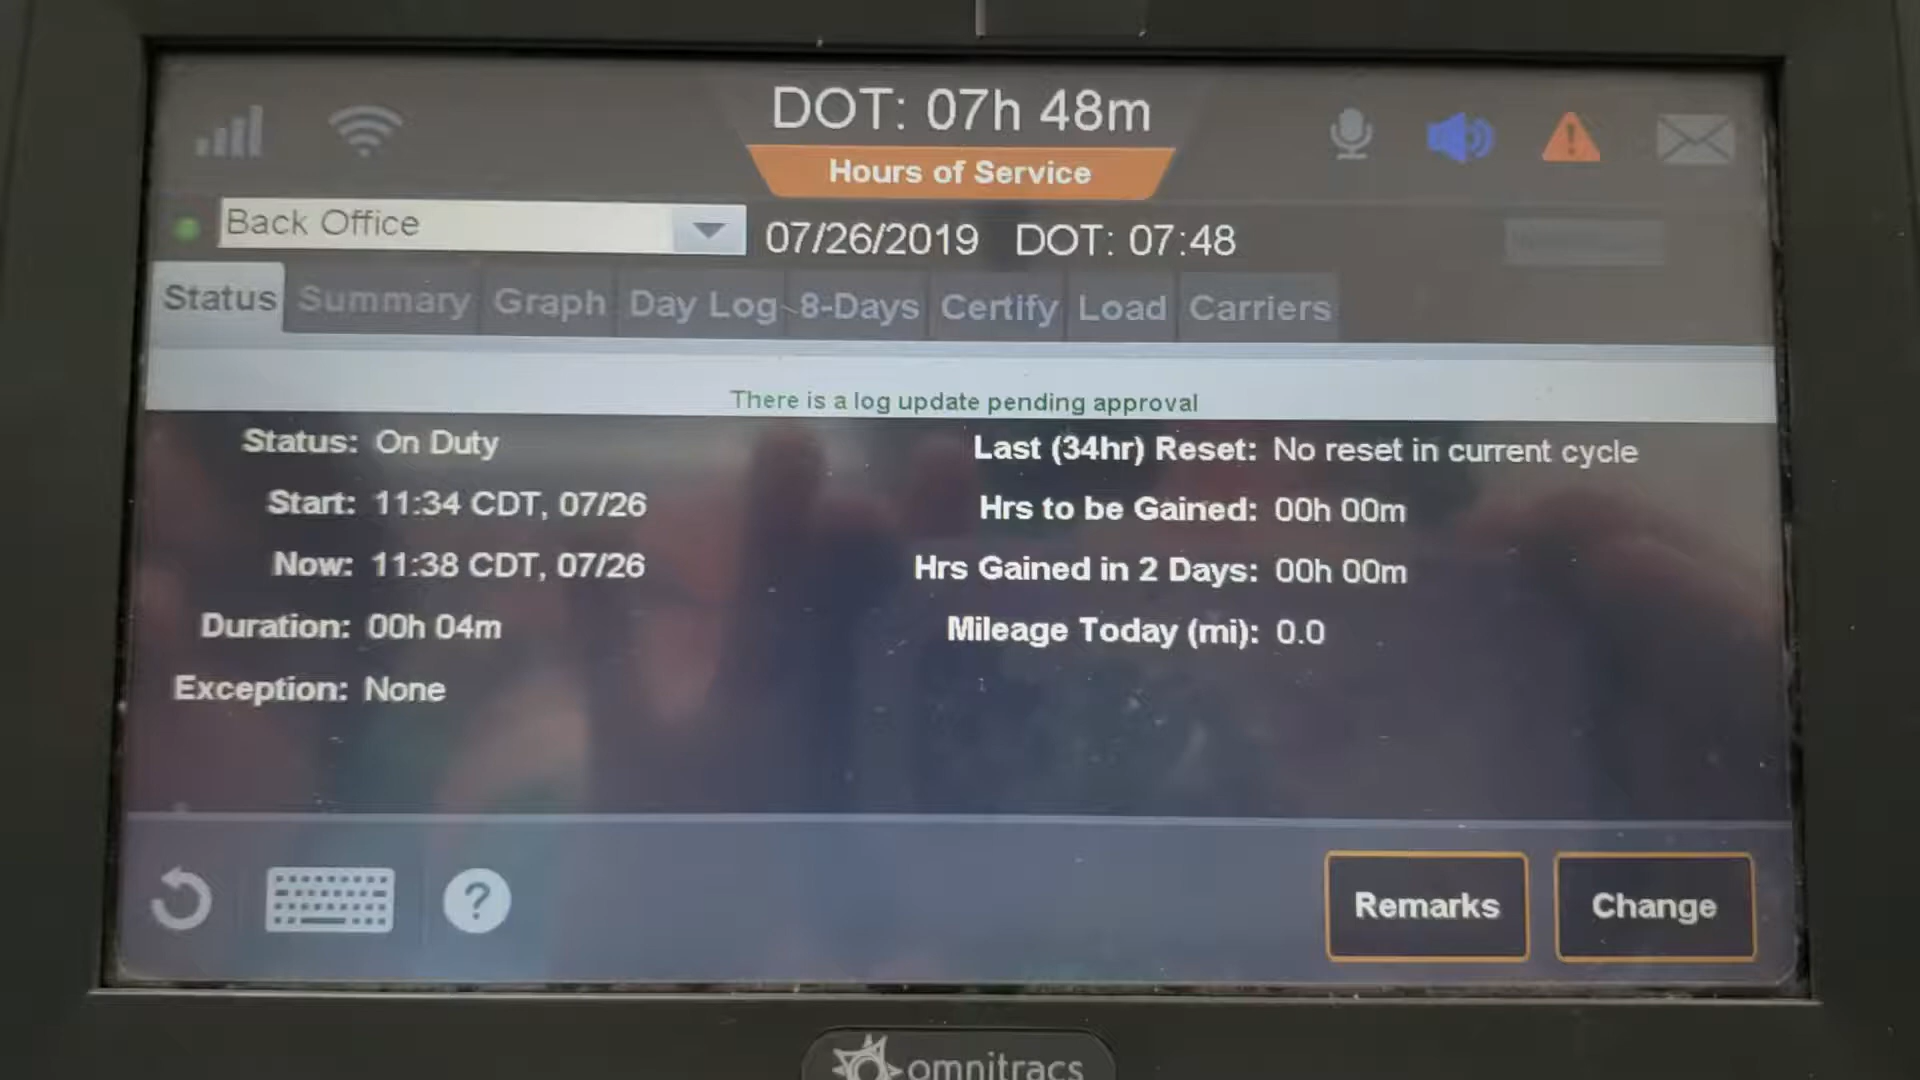 DOT: 07h 48m
Hours of Service
Back Office
07/26/2019 DOT: 07:48
Status Summary Graph Day Log 8-Days Certify Load Carriers
There is a log update pending approval
Status: On Duty
Start: 11:34 CDT, 07/26
Now: 11:38 CDT, 07/26
Duration: 00h 04m
Exception: None
Last (34hr) Reset: No reset in current cycle
Hrs to be Gained: 00h 00m
Hrs Gained in 2 Days: 00h 00m
Mileage Today (mi): 0.0
?
Remarks
Change
omnitracs